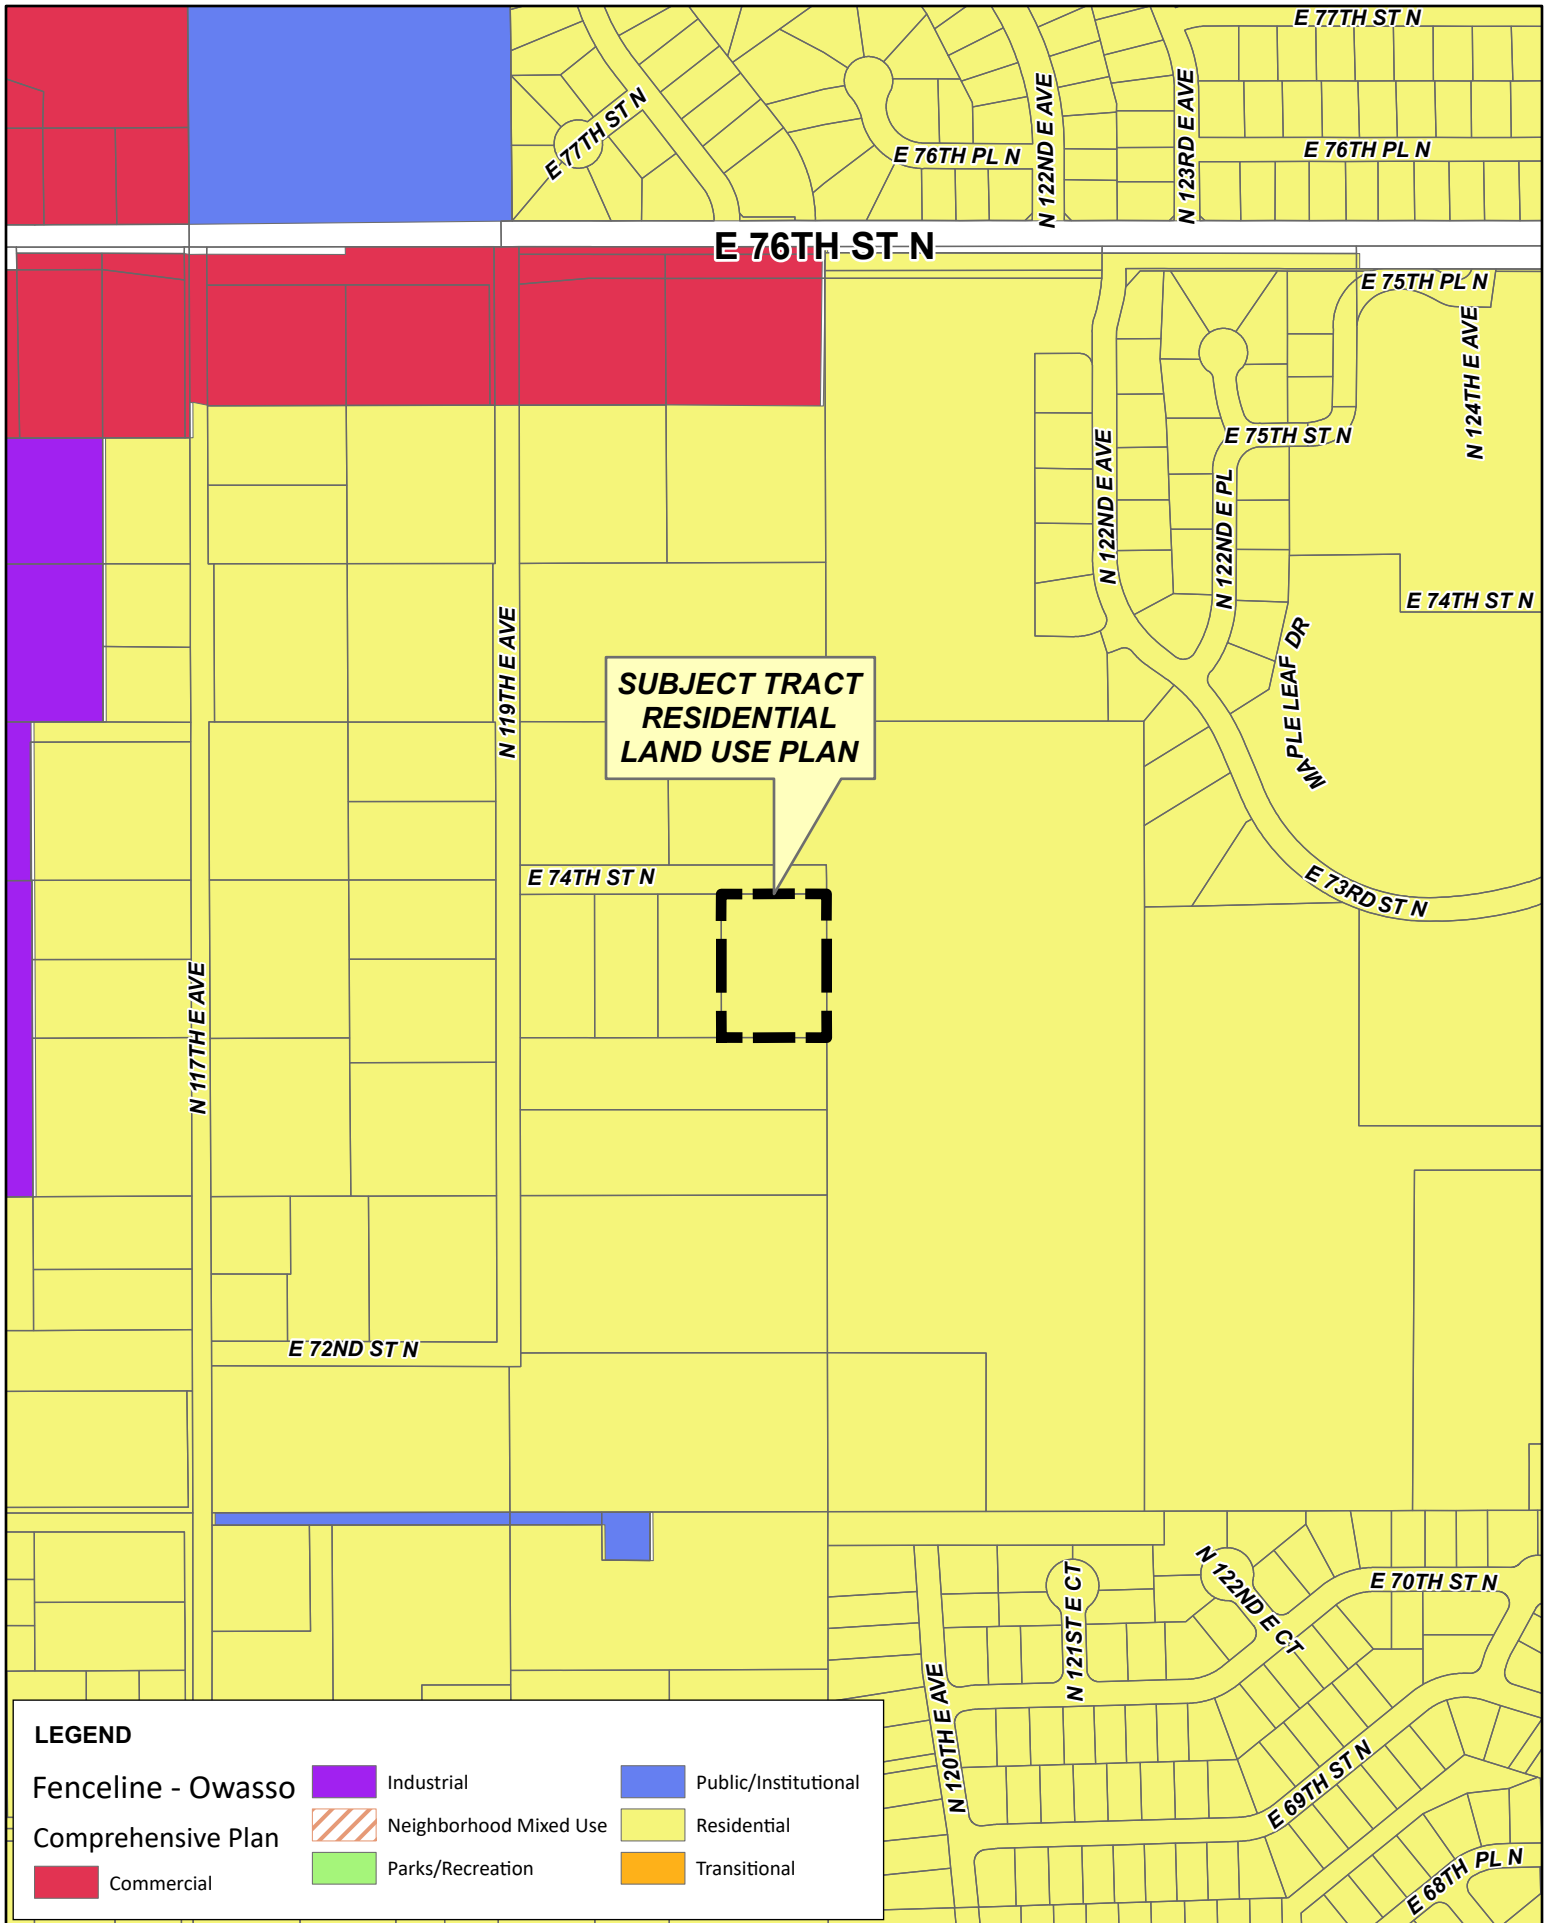 E 77TH ST N
E 77TH ST N
N 122ND E AVE
N 123RD E AVE
E 76TH PL N
E 76TH PL N
E 76TH ST N
E 75TH PL N
N 124TH E AVE
E 75TH ST N
N 122ND E AVE
N 122ND E PL
E 74TH ST N
MAPLE LEAF DR
N 119TH E AVE
SUBJECT TRACT
RESIDENTIAL
LAND USE PLAN
E 74TH ST N
E 73RD ST N
N 117TH E AVE
E 72ND ST N
N 122ND E CT
E 70TH ST N
N 121ST E CT
N 120TH E AVE
E 69TH ST N
E 68TH PL N
LEGEND
Fenceline - Owasso
Comprehensive Plan
Commercial
Industrial
Neighborhood Mixed Use
Parks/Recreation
Public/Institutional
Residential
Transitional